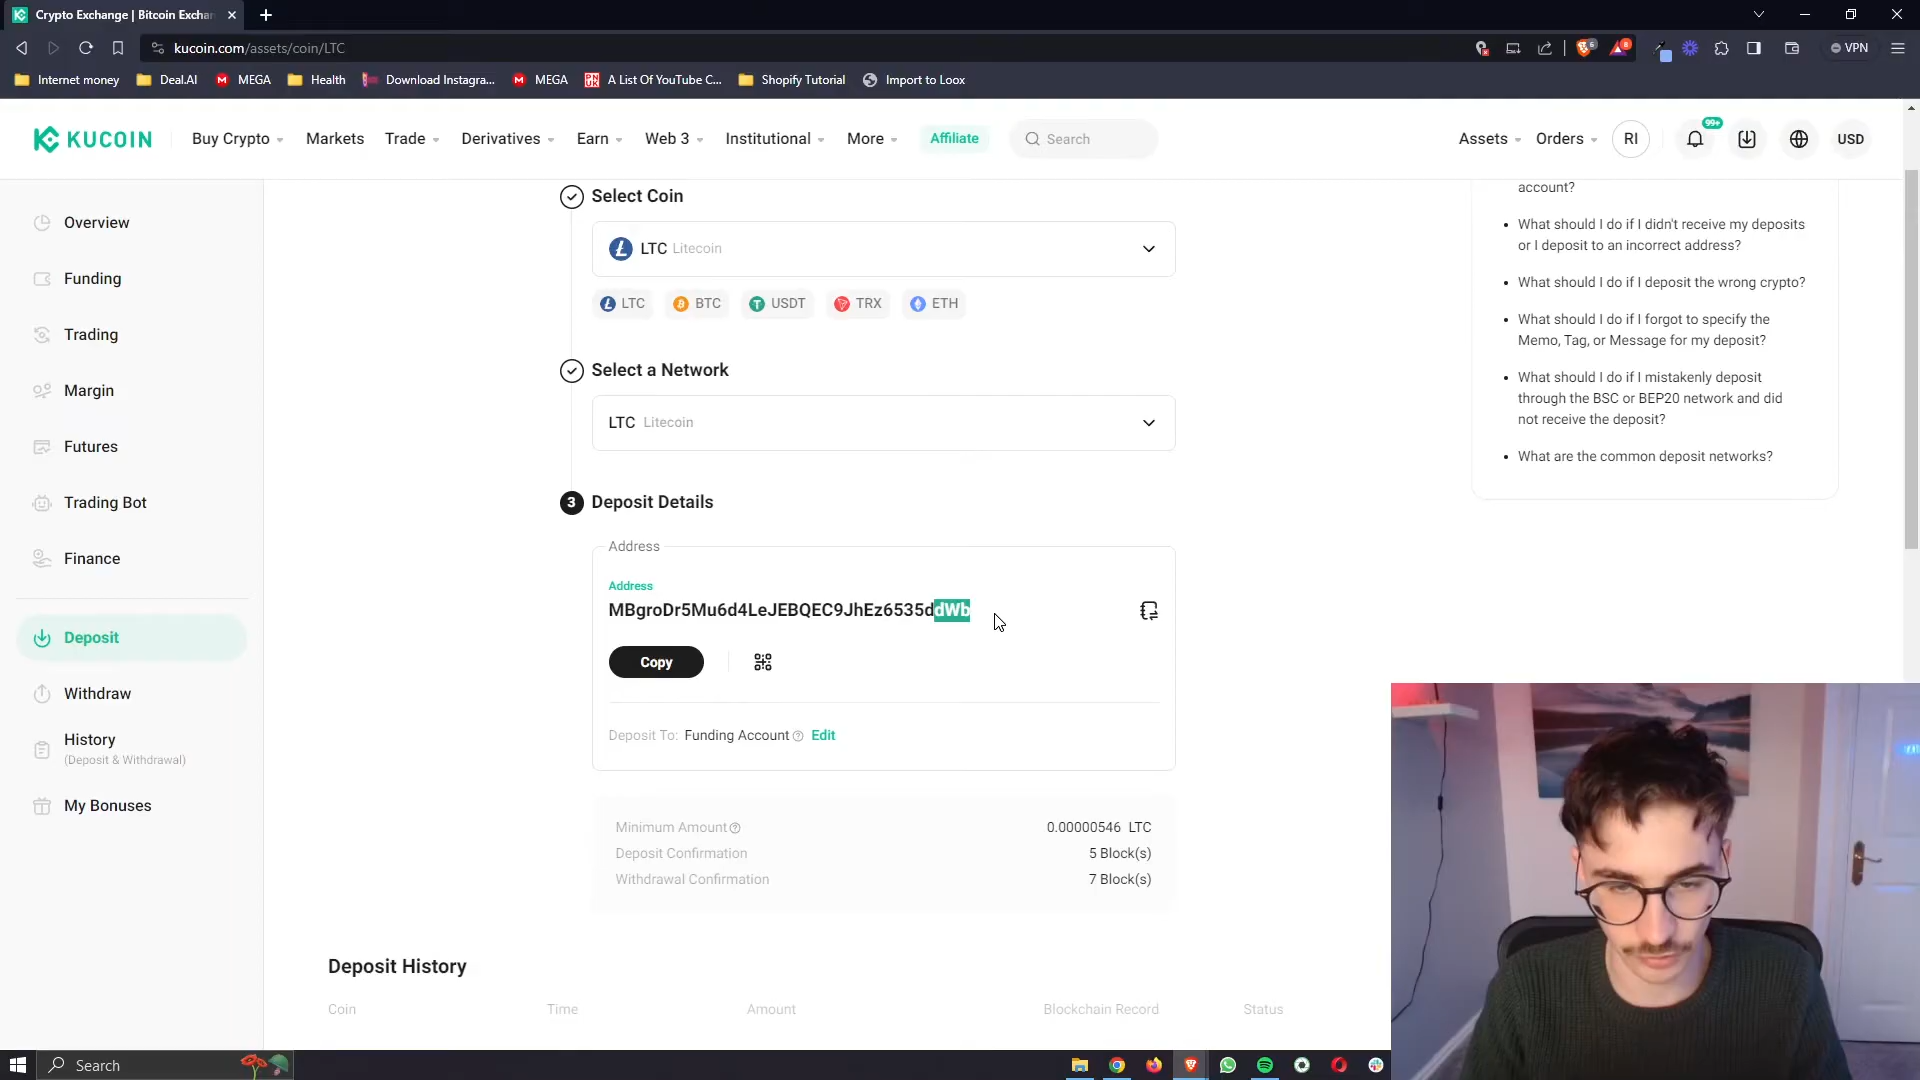 Crypto Exchange | Bitcoin Exchan
kucoin.com/assets/coin/LTC
VPN
Internet money
Deal.AI
MEGA
Health
Download Instagra...
MEGA
A List Of YouTube C...
Shopify Tutorial
Import to Loox
KUCOIN
Buy Crypto
Markets
Trade
Derivatives
Earn
Web 3
Institutional
More
Affiliate
Search
Assets
Orders
RI
99+
USD
Overview
Funding
Trading
Margin
Futures
Trading Bot
Finance
Deposit
Withdraw
History
(Deposit & Withdrawal)
My Bonuses
Select Coin
LTC Litecoin
LTC
BTC
USDT
TRX
ETH
Select a Network
LTC Litecoin
3 Deposit Details
Address
Address
MBgroDr5Mu6d4LeJEBQEC9JhEz6535ddWb
Copy
Deposit To: Funding Account Edit
Minimum Amount 0.00000546 LTC
Deposit Confirmation 5 Block(s)
Withdrawal Confirmation 7 Block(s)
Deposit History
Coin Time Amount Blockchain Record Status
account?
• What should I do if I didn't receive my deposits
or I deposit to an incorrect address?
• What should I do if I deposit the wrong crypto?
• What should I do if I forgot to specify the
Memo, Tag, or Message for my deposit?
• What should I do if I mistakenly deposit
through the BSC or BEP20 network and did
not receive the deposit?
• What are the common deposit networks?
Search